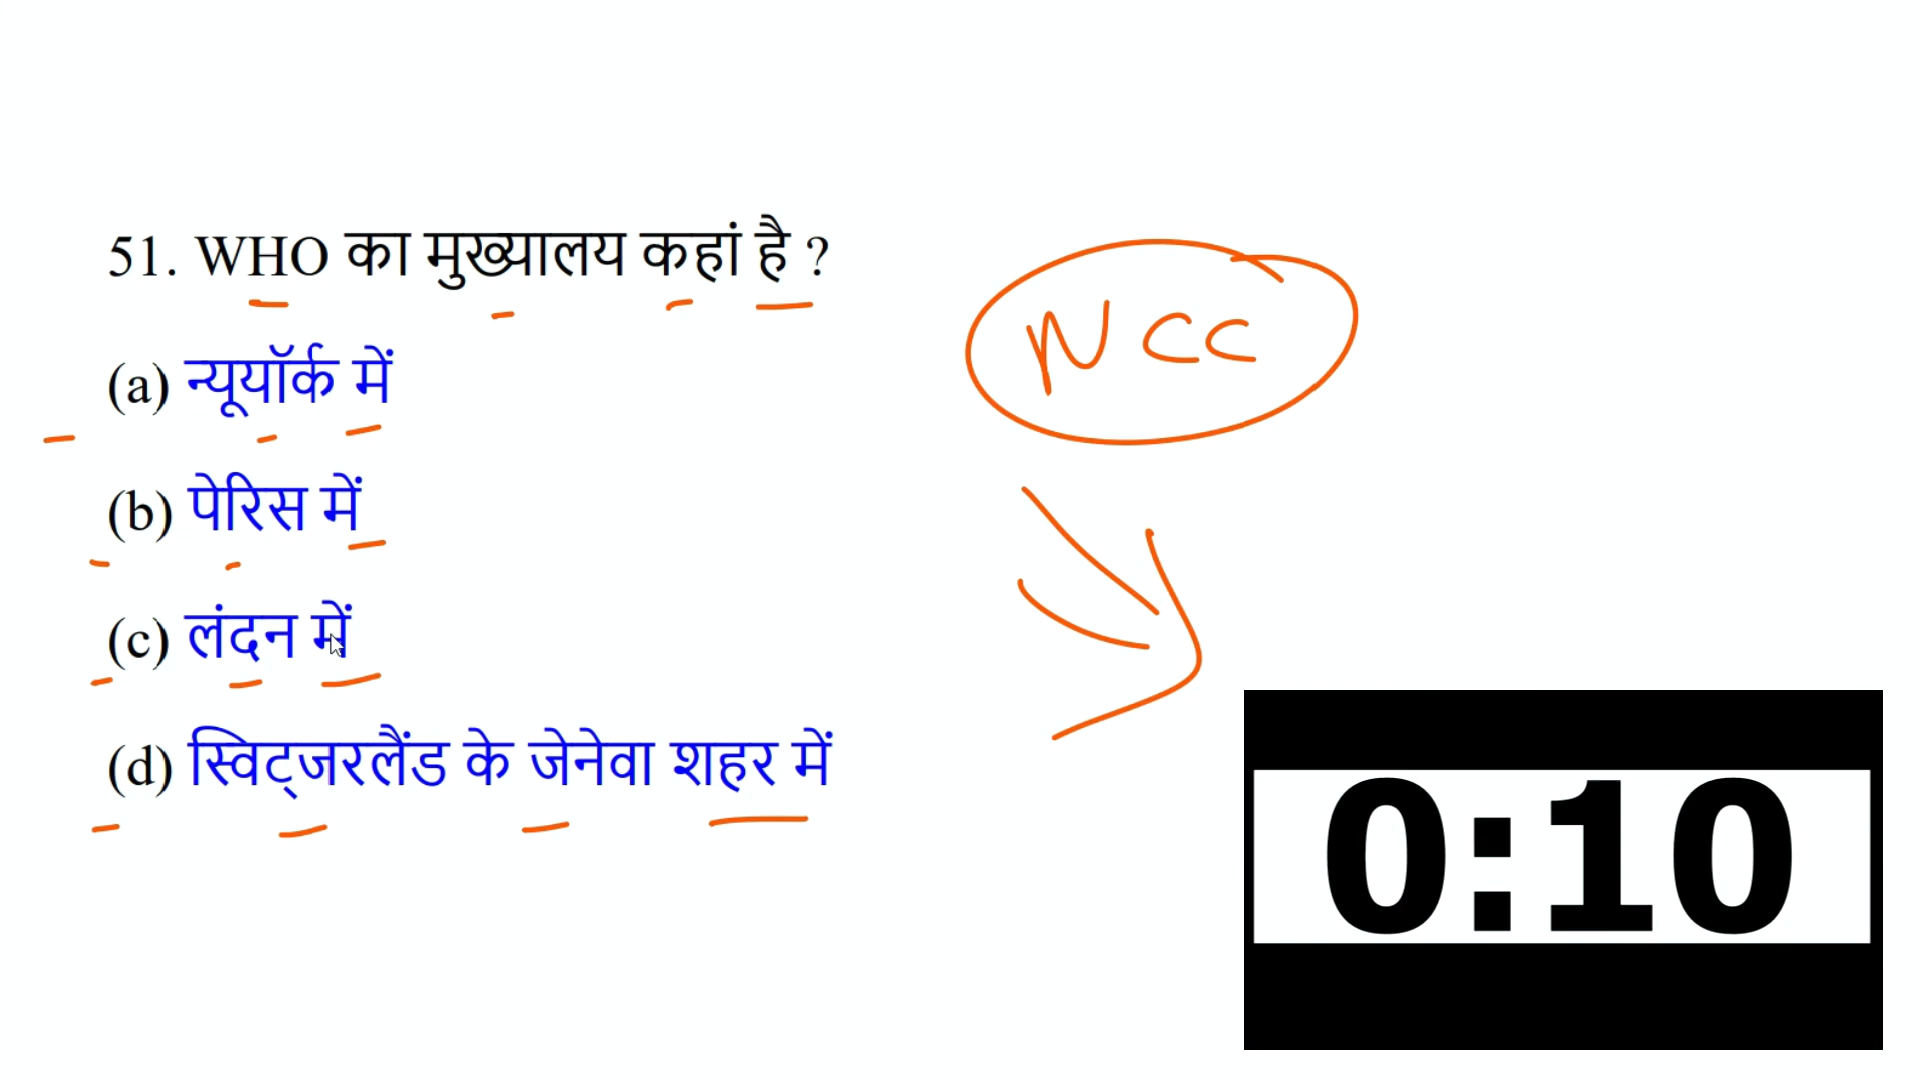 51. WHO का मुख्यालय कहां है ?
(a) न्यूयॉर्क में
(b) पेरिस में
(c) लंदन में
(d) स्विट्जरलैंड के जेनेवा शहर में
NCC
0:10